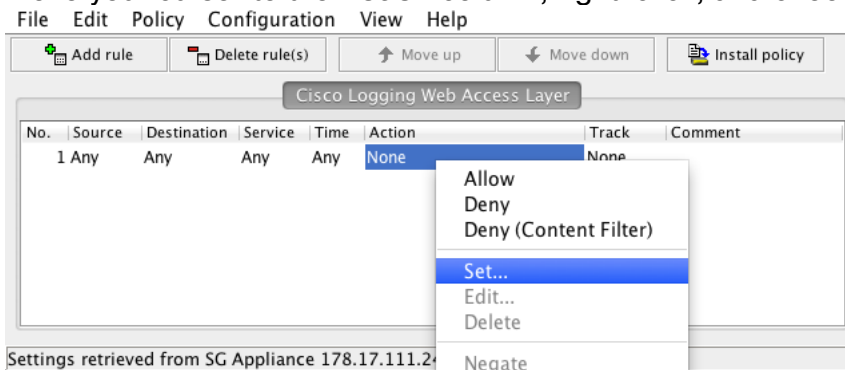 File Edit Policy Configuration View Help
Add rule Delete rule(s) Move up Move down Install policy
Cisco Logging Web Access Layer
No. Source Destination Service Time Action Track Comment
1 Any Any Any Any None None
Allow
Deny
Deny (Content Filter)
Set...
Edit...
Delete
Settings retrieved from SG Appliance 178.17.111.2
Negate